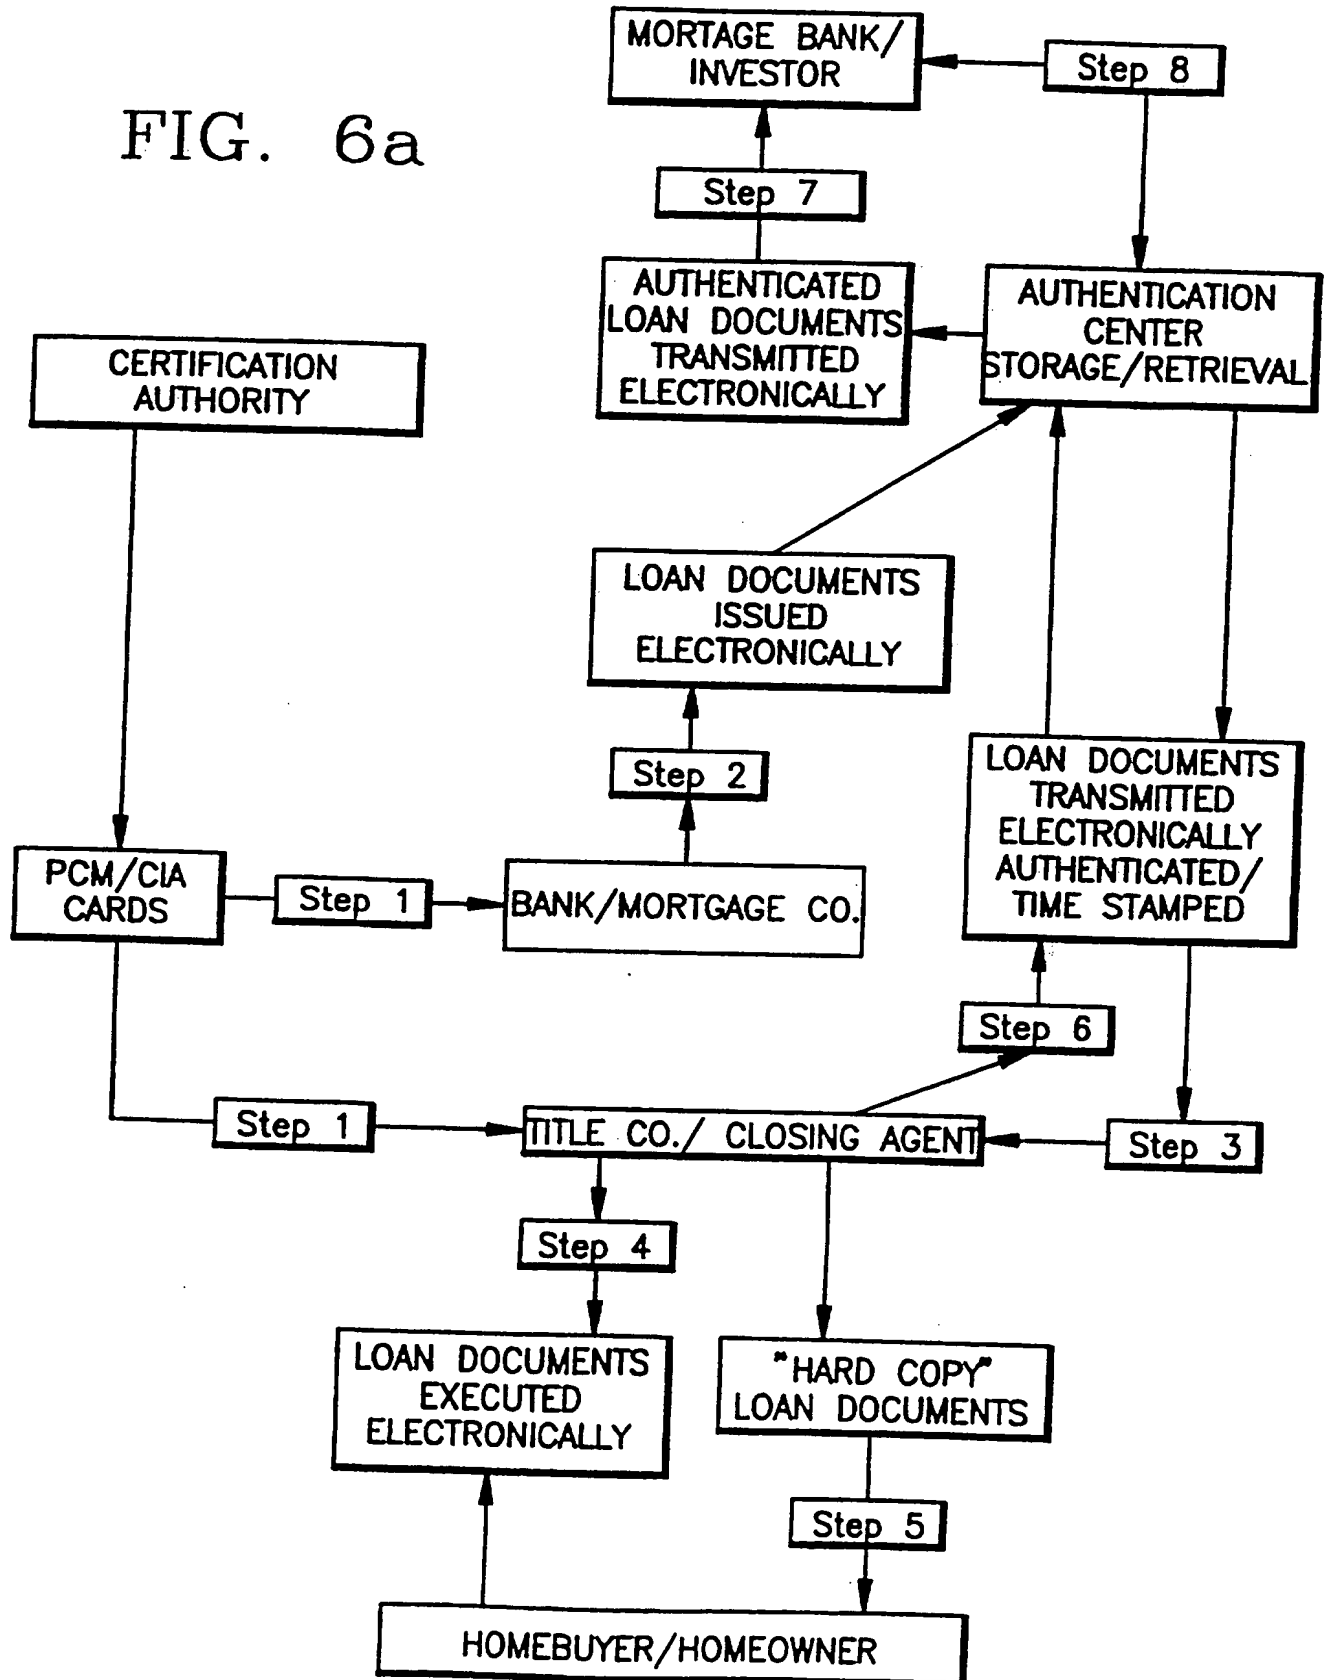 MORTAGE BANK/
INVESTOR
Step 8
FIG. 6a
Step 7
AUTHENTICATED
LOAN DOCUMENTS
TRANSMITTED
ELECTRONICALLY
AUTHENTICATION
CENTER
STORAGE/RETRIEVAL
CERTIFICATION
AUTHORITY
LOAN DOCUMENTS
ISSUED
ELECTRONICALLY
Step 2
LOAN DOCUMENTS
TRANSMITTED
ELECTRONICALLY
AUTHENTICATED/
TIME STAMPED
PCM/CIA
CARDS
Step 1
BANK/MORTGAGE CO.
Step 6
Step 1
TITLE CO./ CLOSING AGENT
Step 3
Step 4
LOAN DOCUMENTS
EXECUTED
ELECTRONICALLY
"HARD COPY"
LOAN DOCUMENTS
Step 5
HOMEBUYER/HOMEOWNER